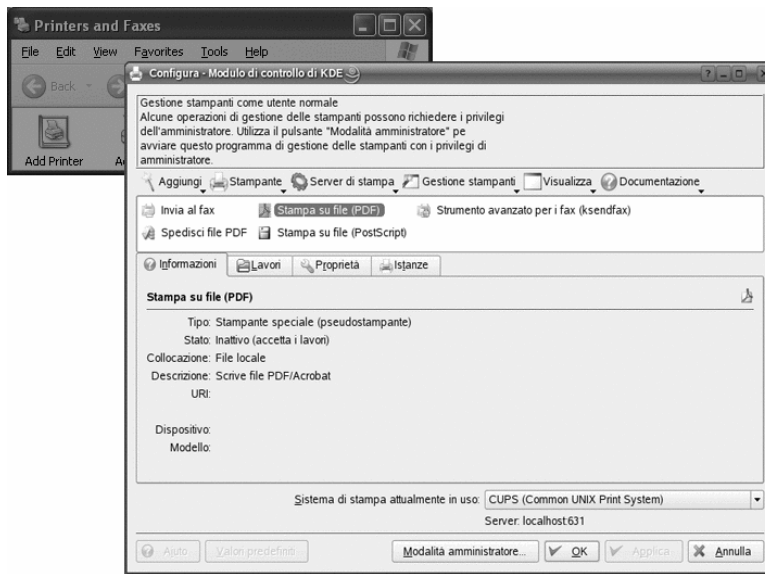 Printers and Faxes
File Edit View Favorites Tools Help
Back
Add Printer
Configura - Modulo di controllo di KDE
Gestione stampanti come utente normale
Alcune operazioni di gestione delle stampanti possono richiedere i privilegi
dell'amministratore. Utilizza il pulsante "Modalità amministratore" pe
avviare questo programma di gestione delle stampanti con i privilegi di
amministratore.
Aggiungi Stampante Server di stampa Gestione stampanti Visualizza Documentazione
Invia al fax Stampa su file (PDF) Strumento avanzato per i fax (ksendfax)
Spedisci file PDF Stampa su file (PostScript)
Informazioni Lavori Proprietà Istanze
Stampa su file (PDF)
Tipo: Stampante speciale (pseudostampante)
Stato: Inattivo (accetta i lavori)
Collocazione: File locale
Descrizione: Scrive file PDF/Acrobat
URI:
Dispositivo:
Modello:
Sistema di stampa attualmente in uso: CUPS (Common UNIX Print System)
Server: localhost:631
Aiuto Valori predefiniti Modalità amministratore... OK Applica Annulla